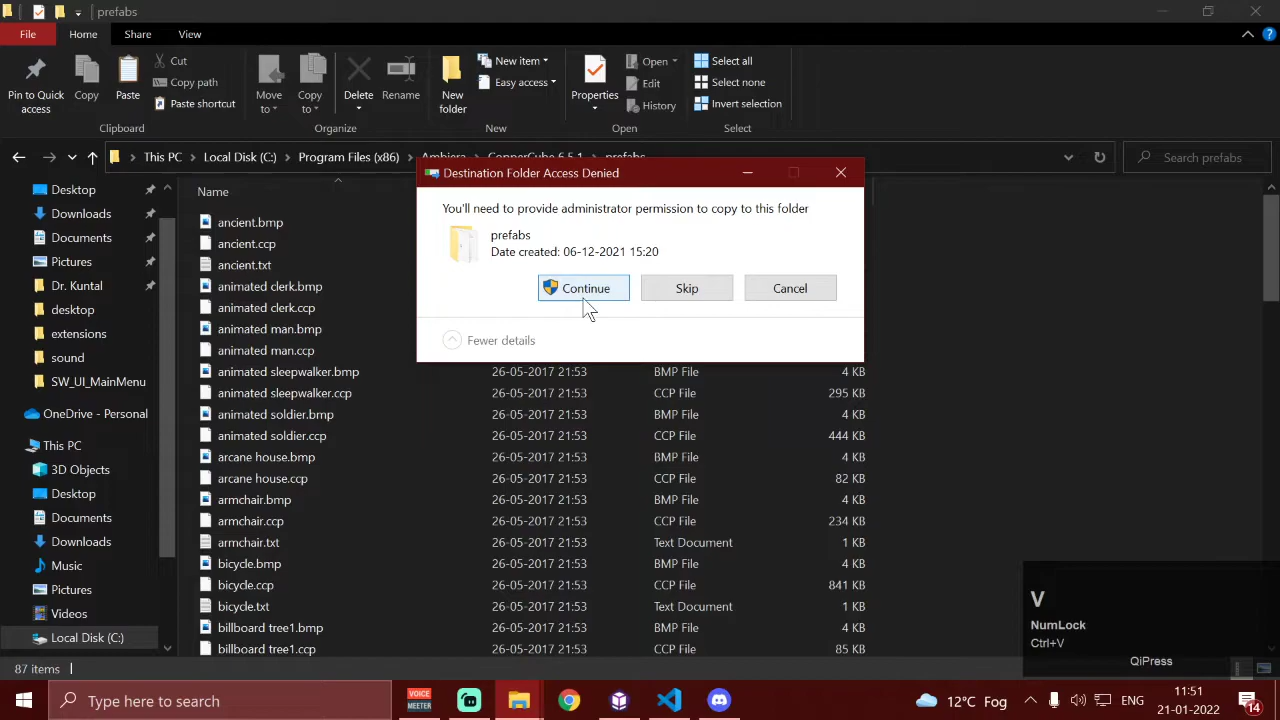 prefabs
File Home Share View
Pin to Quick access
Copy
Paste
Cut
Copy path
Paste shortcut
Clipboard
Move to
Copy to
Delete
Rename
Organize
New folder
New item
Easy access
New
Properties
Open
Edit
History
Open
Select all
Select none
Invert selection
Select
This PC > Local Disk (C:) > Program Files (x86) > Ambiera > CopperCube 6.5.1 > prefabs
Search prefabs
Desktop
Downloads
Documents
Pictures
Dr. Kuntal
desktop
extensions
sound
SW_UI_MainMenu
OneDrive - Personal
This PC
3D Objects
Desktop
Documents
Downloads
Music
Pictures
Videos
Local Disk (C:)
Name
ancient.bmp
ancient.ccp
ancient.txt
animated clerk.bmp
animated clerk.ccp
animated man.bmp
animated man.ccp
animated sleepwalker.bmp 26-05-2017 21:53 BMP File 4 KB
animated sleepwalker.ccp 26-05-2017 21:53 CCP File 295 KB
animated soldier.bmp 26-05-2017 21:53 BMP File 4 KB
animated soldier.ccp 26-05-2017 21:53 CCP File 444 KB
arcane house.bmp 26-05-2017 21:53 BMP File 4 KB
arcane house.ccp 26-05-2017 21:53 CCP File 82 KB
armchair.bmp 26-05-2017 21:53 BMP File 4 KB
armchair.ccp 26-05-2017 21:53 CCP File 234 KB
armchair.txt 26-05-2017 21:53 Text Document 1 KB
bicycle.bmp 26-05-2017 21:53 BMP File 4 KB
bicycle.ccp 26-05-2017 21:53 CCP File 841 KB
bicycle.txt 26-05-2017 21:53 Text Document 1 KB
billboard tree1.bmp 26-05-2017 21:53 BMP File 4 KB
billboard tree1.ccp 26-05-2017 21:53 CCP File 85 KB
Destination Folder Access Denied
You'll need to provide administrator permission to copy to this folder
prefabs
Date created: 06-12-2021 15:20
Continue Skip Cancel
Fewer details
V
NumLock
Ctrl+V
QiPress
87 items
Type here to search
VOICE
MEETER
12°C Fog
ENG
11:51
21-01-2022
14